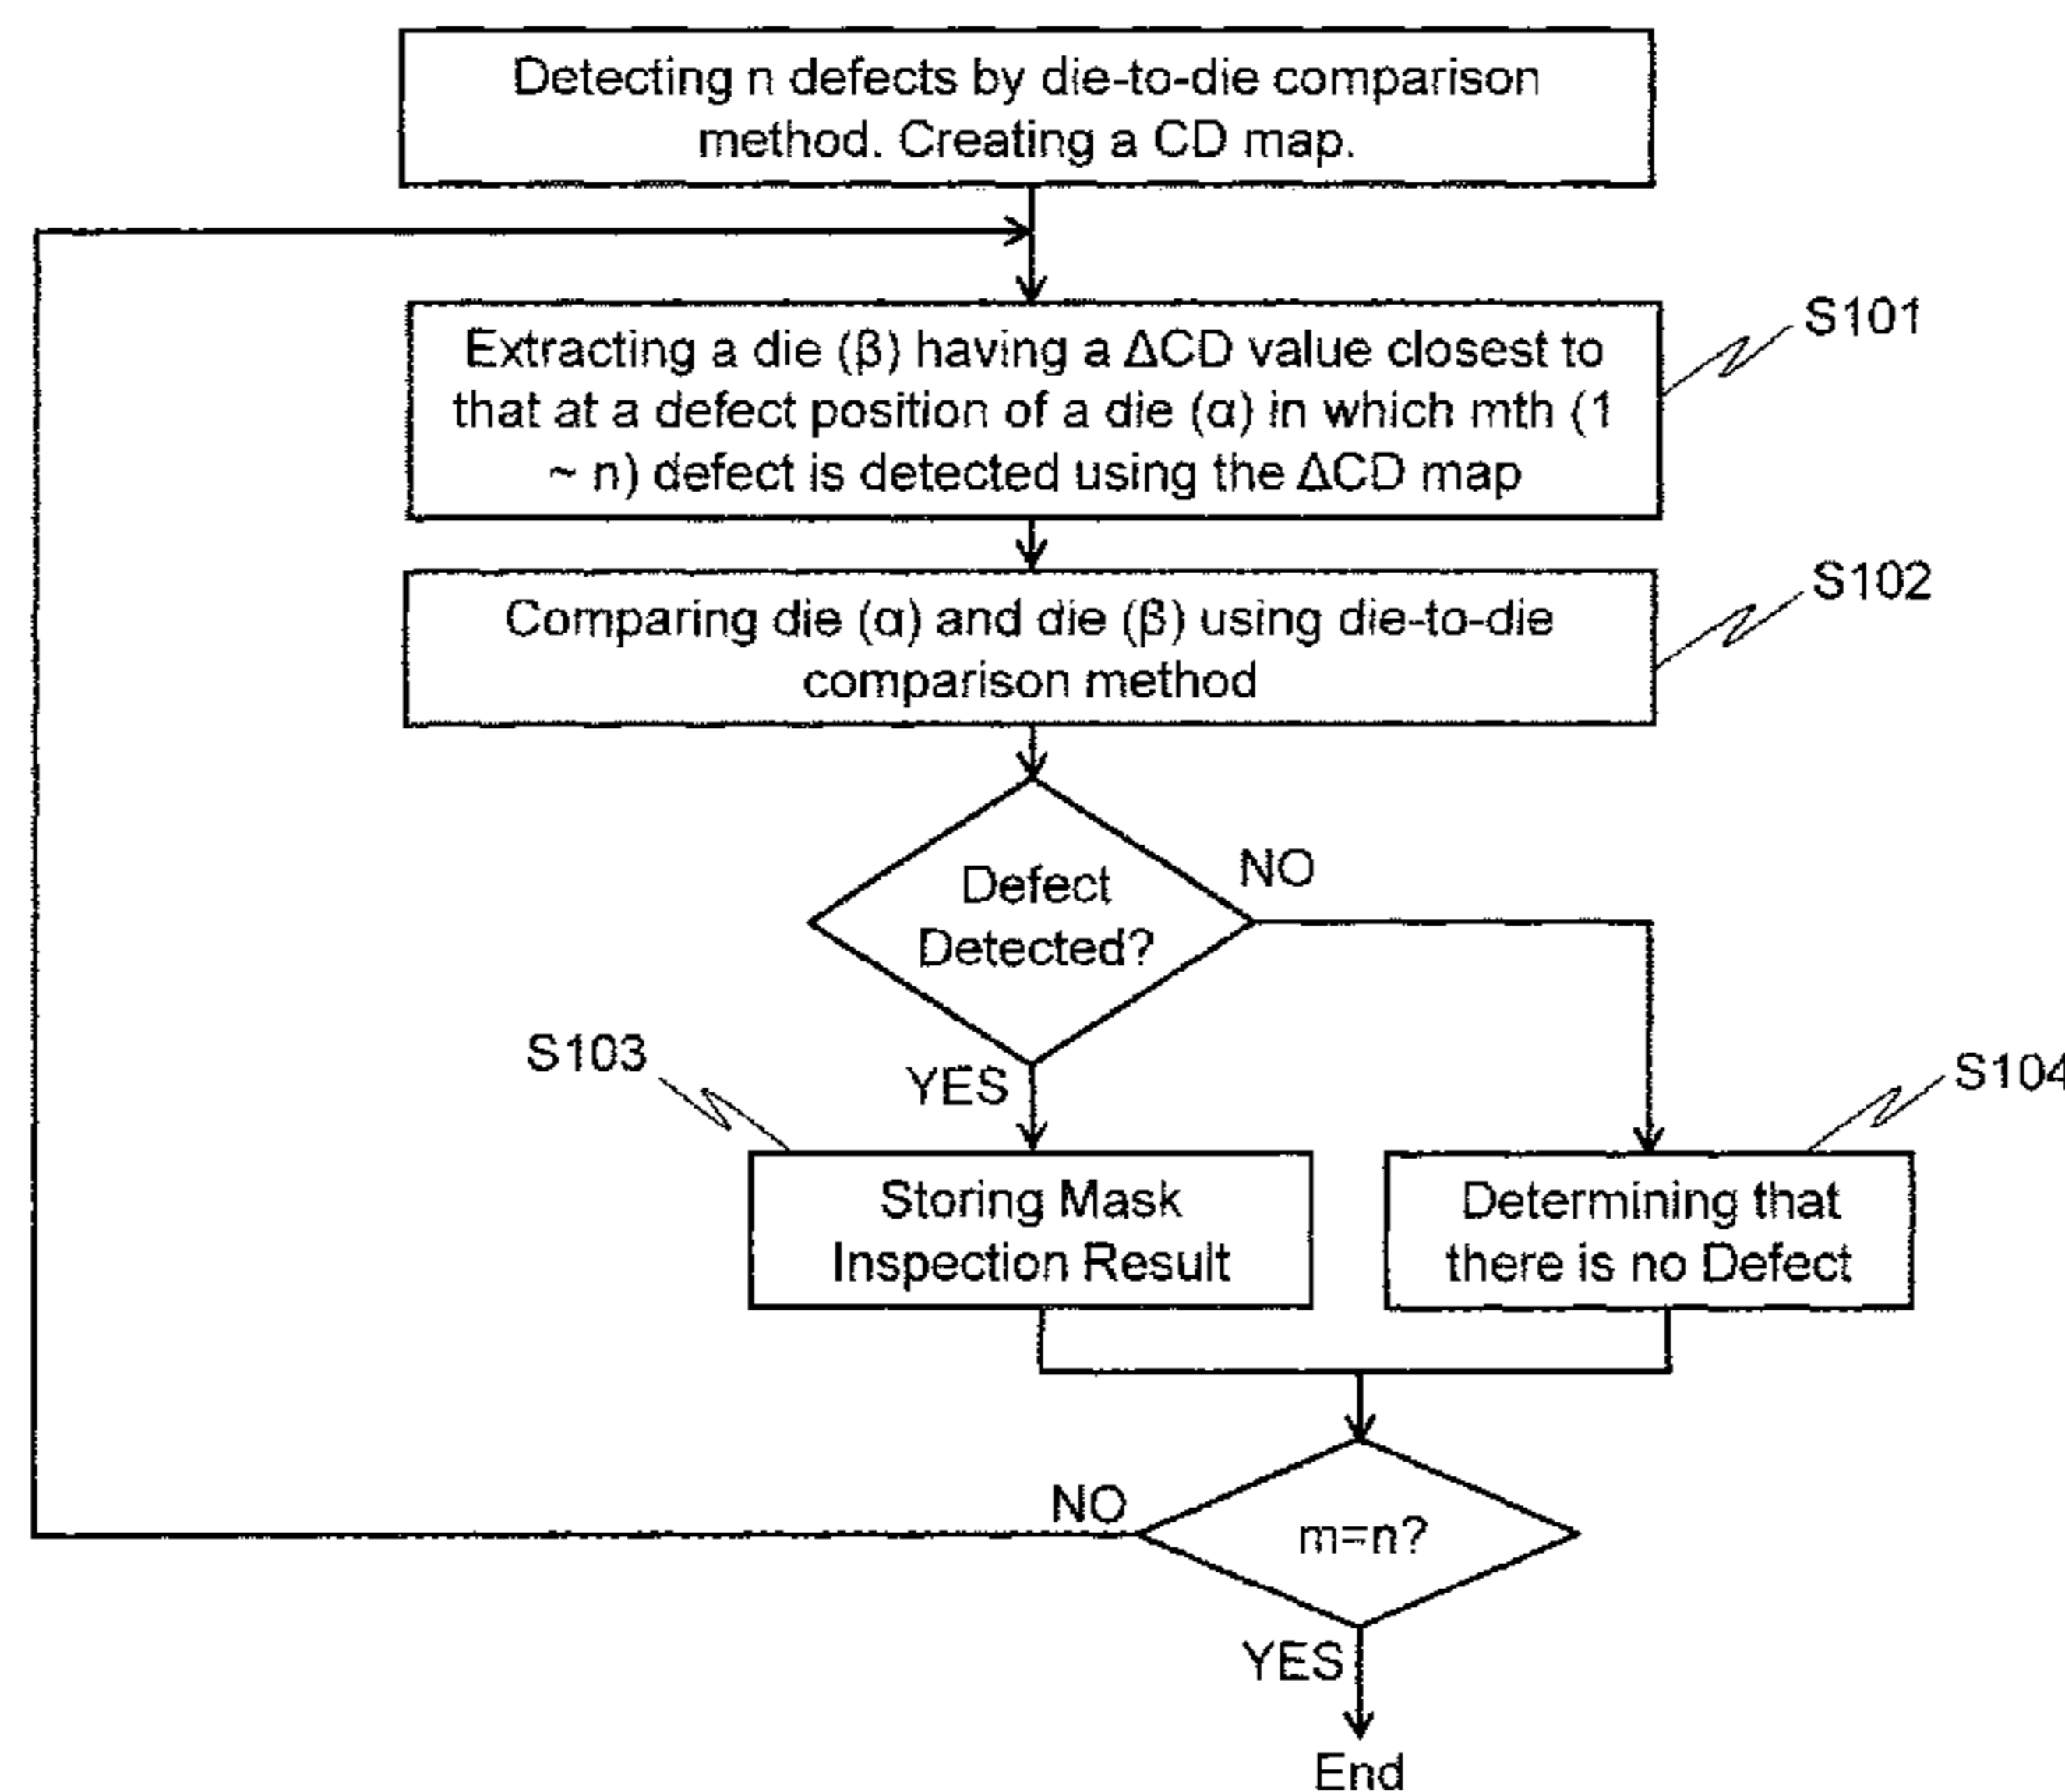 Detecting n defects by die-to-die comparison
method. Creating a CD map.
Extracting a die (β) having a ΔCD value closest to
that at a defect position of a die (α) in which mth (1
~ n) defect is detected using the ΔCD map
S101
Comparing die (α) and die (β) using die-to-die
comparison method
S102
Defect
Detected?
NO
YES
S103
Storing Mask
Inspection Result
S104
Determining that
there is no Defect
m=n?
NO
YES
End